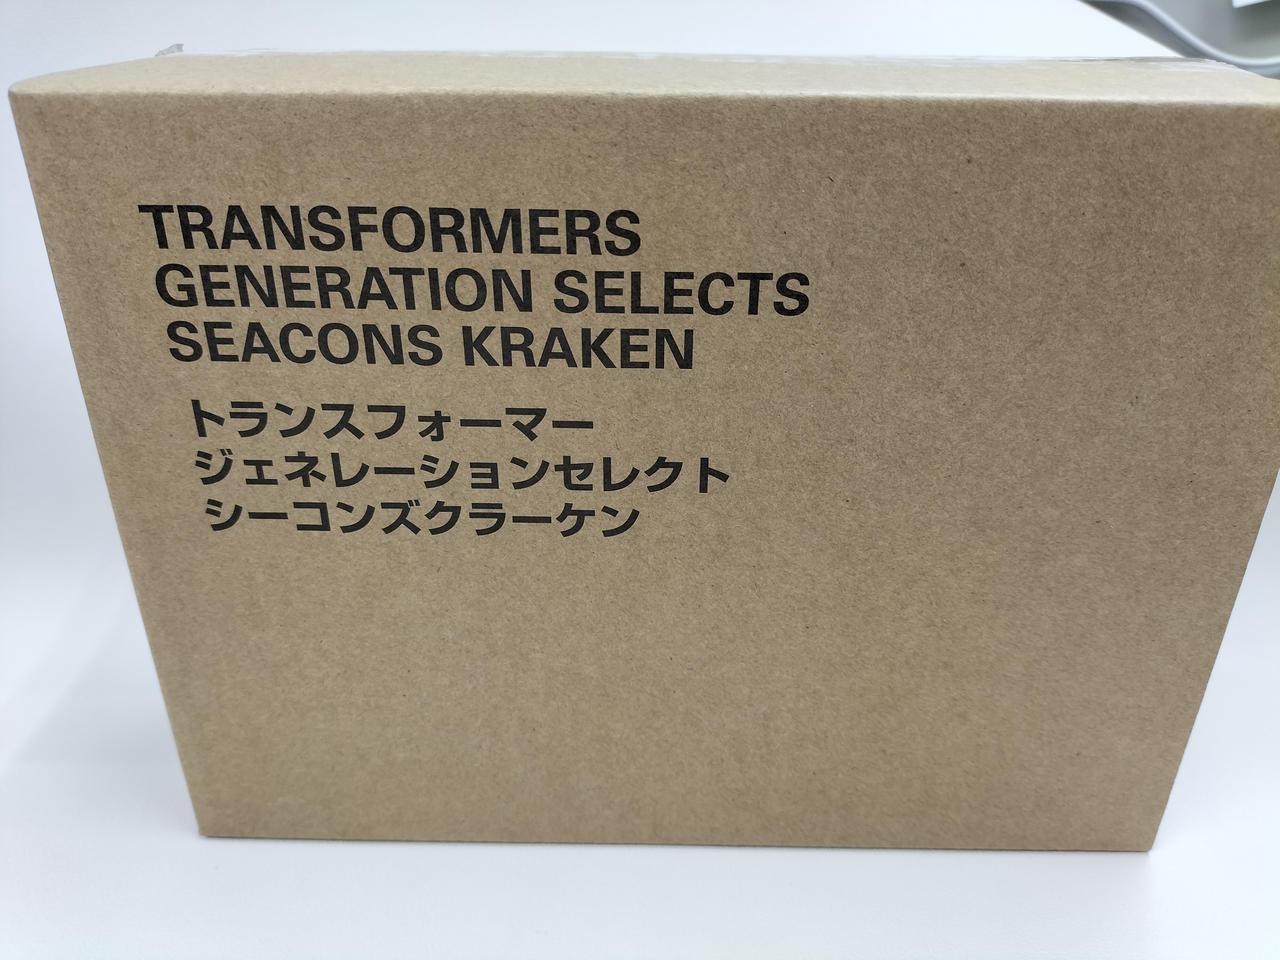 TRANSFORMERS
GENERATION SELECTS
SEACONS KRAKEN
トランスフォーマー
ジェネレーションセレクト
シーコンズクラーケン